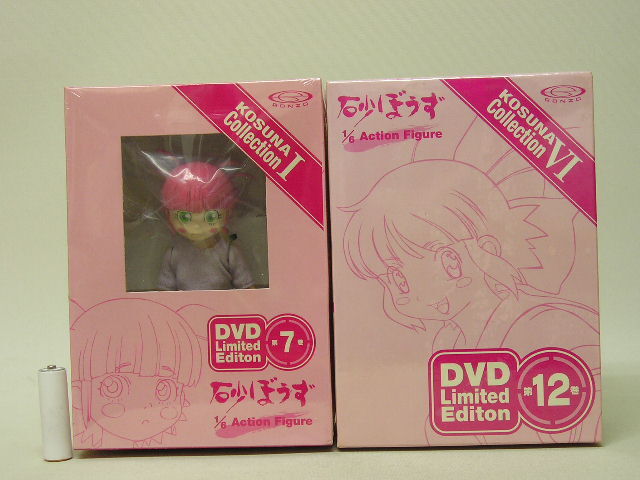 KOSUNA
Collection I
GONZO
DVD
Limited
Editon
第7巻
砂ぼうず
1/6 Action Figure
砂ぼうず
1/6 Action Figure
KOSUNA
Collection VI
GONZO
DVD
Limited
Editon
第12巻